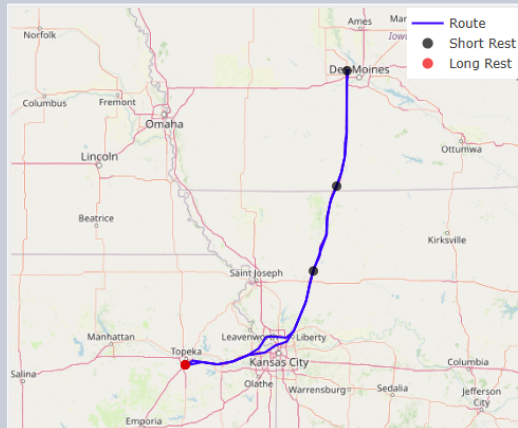 Norfolk
Ames
Mar
Iowa
Route
Short Rest
Long Rest
Des Moines
Columbus
Fremont
Omaha
Ottumwa
Lincoln
Beatrice
Kirksville
Saint Joseph
Manhattan
Topeka
Liberty
Kansas City
Salina
Olathe
Columbia
Warrensburg
Sedalia
Jefferson
City
Emporia